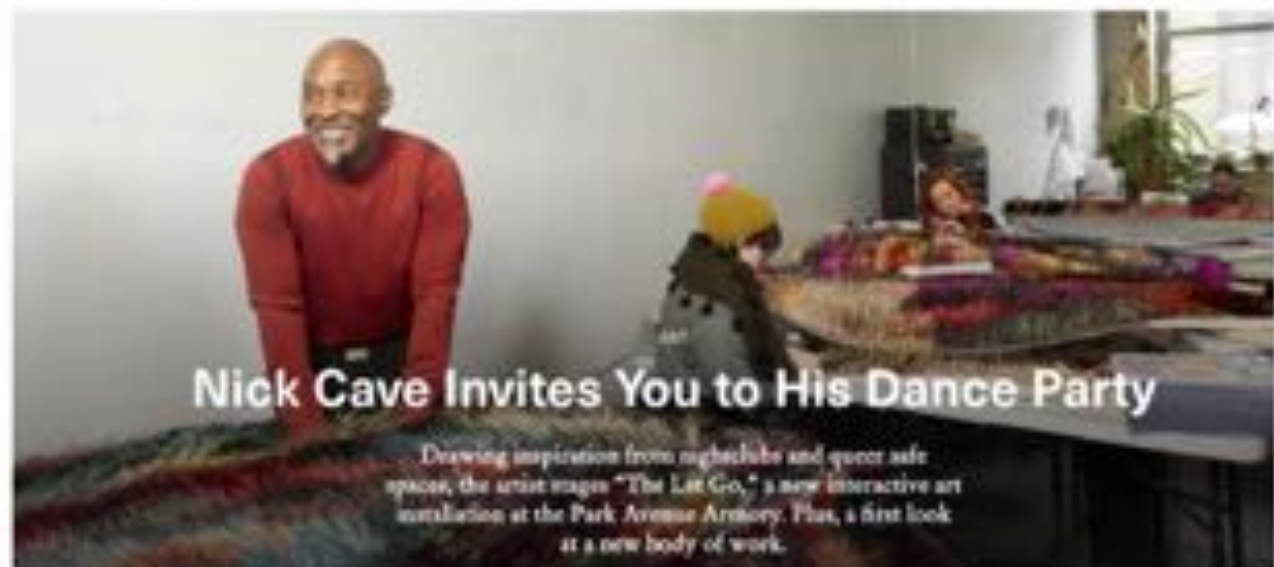 Nick Cave Invites You to His Dance Party
Drawing inspiration from nightclubs and queer safe
spaces, the artist stages "The Let Go," a new interactive art
installation at the Park Avenue Armory. Plus, a first look
at a new body of work.